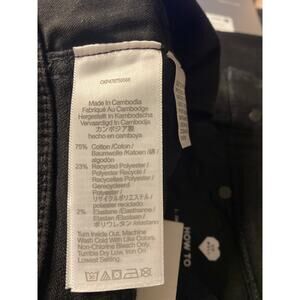 Made In Cambodia
Fabriqué Au Cambodge
Hergestellt In Kambodscha
Vervaardigd In Cambodja
カンボジア製
hecho en camboya
75% Cotton /Coton /
Baumwolle /Katoen /綿 /
algodón
23% Recycled Polyester /
Polyester Recyclé /
Recyceltes Polyester /
Gerecycleerd
Polyester /
リサイクルポリエステル /
poliéster reciclado
2% Elastane /Elasthanne /
Elastan /Elastaan /
ポリウレタン /elastano
Turn Inside Out, Machine
Wash Cold With Like Colors,
Non-Chlorine Bleach Only,
Tumble Dry Low, Iron On
Lowest Setting.
HOW TO